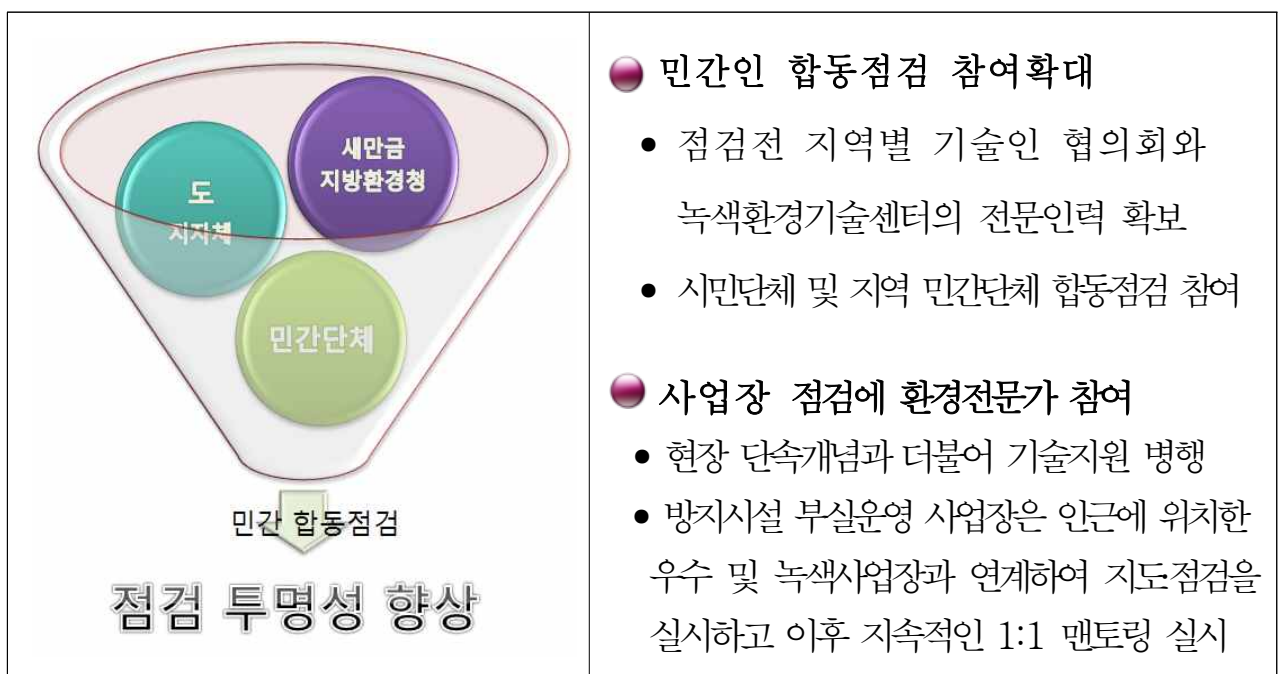 새만금
지방환경청
도
지자체
민간단체
민간 합동점검
점검 투명성 향상
민간인 합동점검 참여확대
• 점검전 지역별 기술인 협의회와
녹색환경기술센터의 전문인력 확보
• 시민단체 및 지역 민간단체 합동점검 참여
사업장 점검에 환경전문가 참여
• 현장 단속개념과 더불어 기술지원 병행
• 방지시설 부실운영 사업장은 인근에 위치한
우수 및 녹색사업장과 연계하여 지도·점검을
실시하고 이후 지속적인 1:1 맨토링 실시